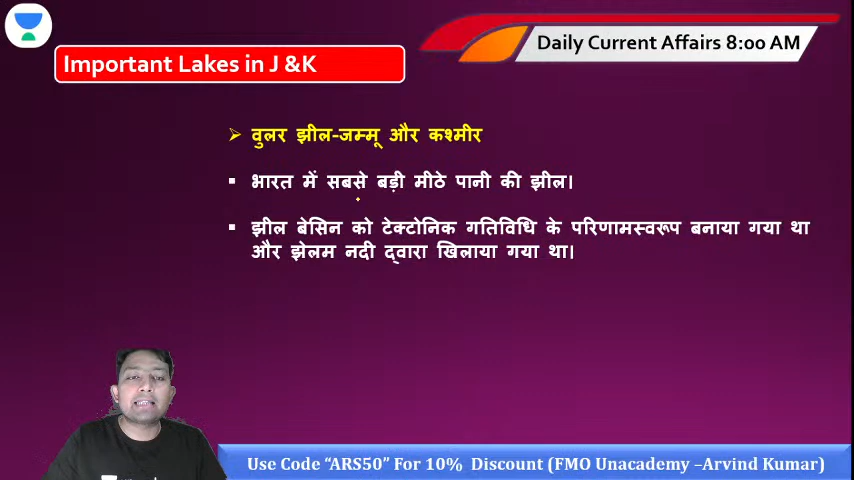 Daily Current Affairs 8:00 AM
Important Lakes in J &K
➢ वुलर झील-जम्मू और कश्मीर
▪ भारत में सबसे बड़ी मीठे पानी की झील।
▪ झील बेसिन को टेक्टोनिक गतिविधि के परिणामस्वरूप बनाया गया था
और झेलम नदी द्वारा खिलाया गया था।
Use Code “ARS50” For 10% Discount (FMO Unacademy –Arvind Kumar)